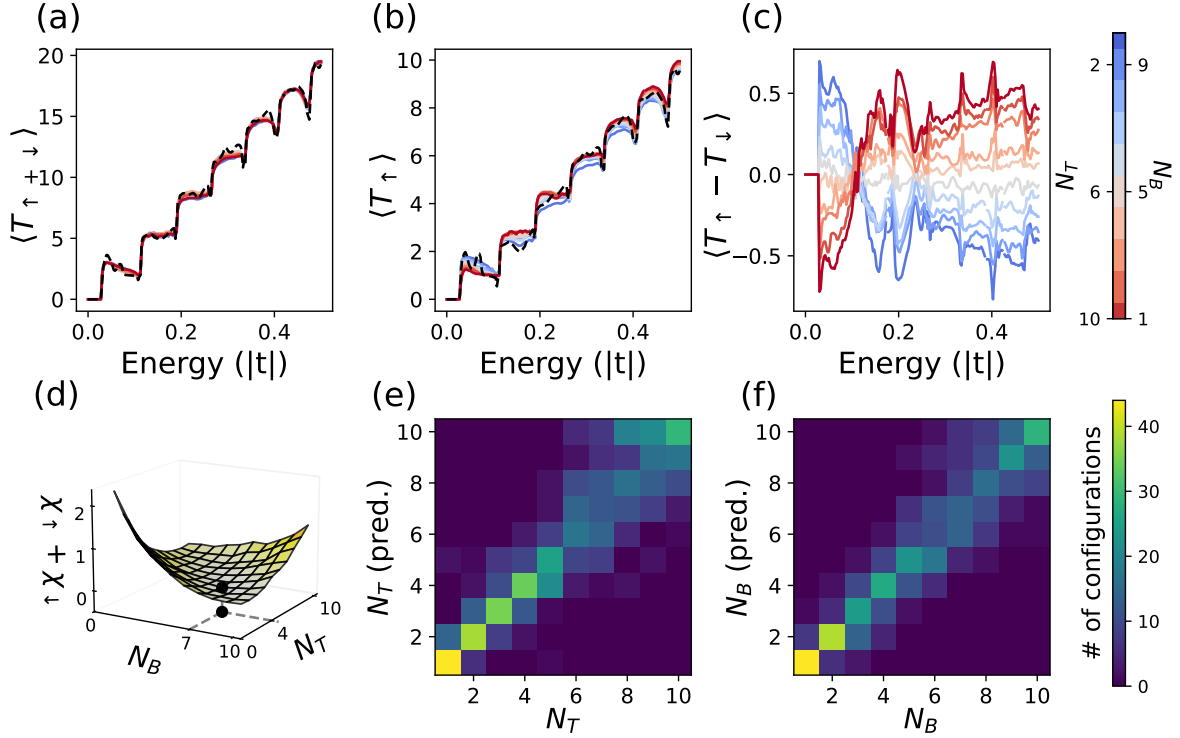 (a)
⟨T↑ + ↓⟩
20
15
10
5
0
0.0 0.2 0.4
Energy (|t|)
(b)
⟨T↑⟩
10
8
6
4
2
0
0.0 0.2 0.4
Energy (|t|)
(c)
⟨T↑ − T↓⟩
0.5
0.0
−0.5
0.0 0.2 0.4
Energy (|t|)
N_T
2
6
10
9
5
1
N_B
(d)
↑χ + ↓χ
2
1
0
0
7
10
N_B
0
4
10
N_T
(e)
N_T (pred.)
10
8
6
4
2
2 4 6 8 10
N_T
(f)
N_B (pred.)
10
8
6
4
2
2 4 6 8 10
N_B
# of configurations
40
30
20
10
0